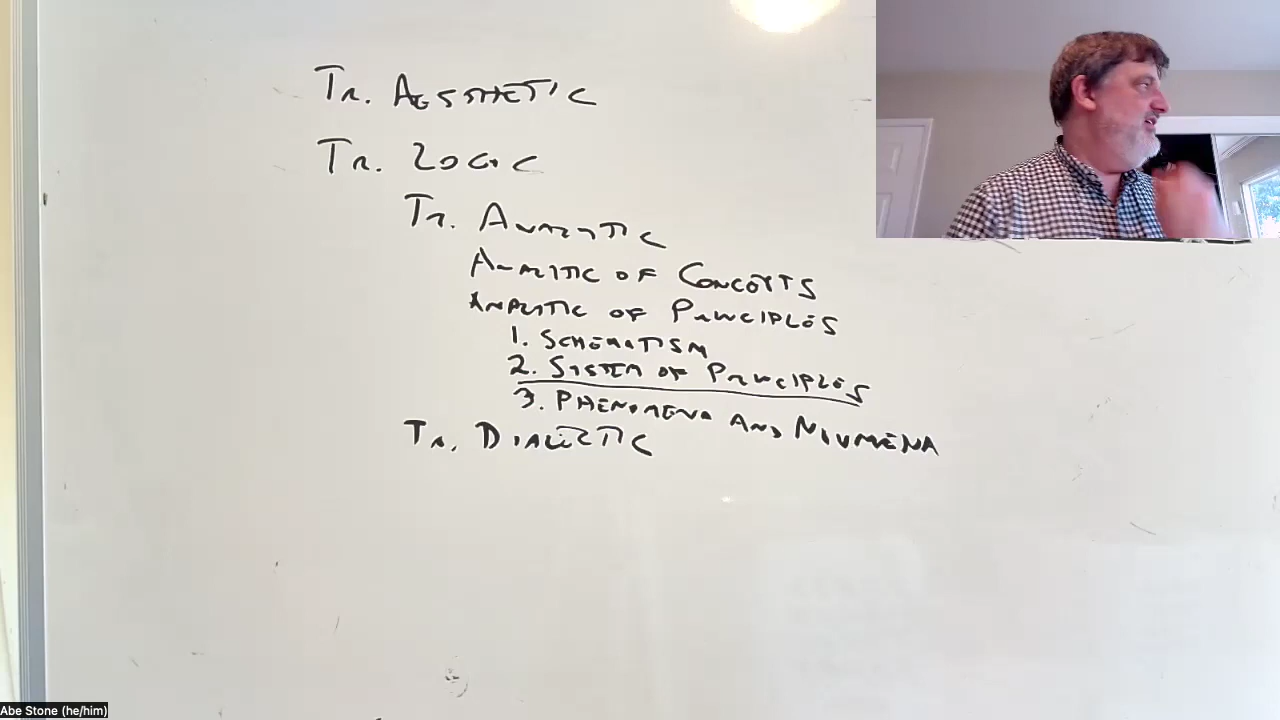 Tr. Aesthetic
Tr. Logic
Tr. Analytic
Analytic of Concepts
Analytic of Principles
1. Schematism
2. System of Principles
3. Phenomena and Noumena
Tr. Dialectic
Abe Stone (he/him)